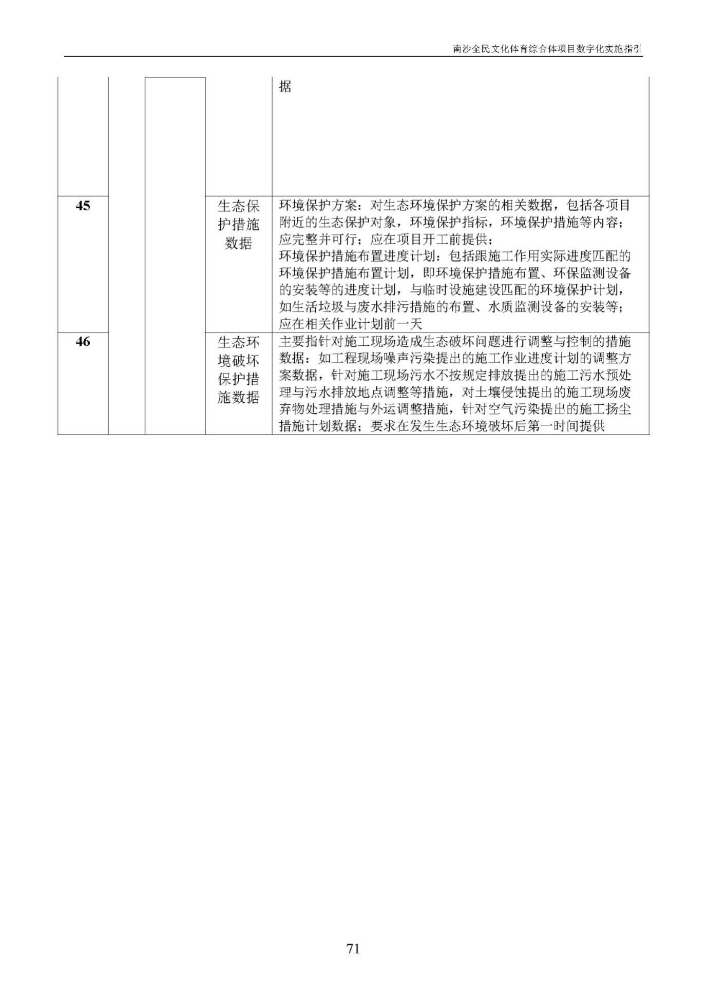 南沙全民文化体育综合体项目数字化实施指引
据
45
生态保
护措施
数据
环境保护方案：对生态环境保护方案的相关数据，包括各项目
附近的生态保护对象，环境保护指标，环境保护措施等内容；
应完整并可行；应在项目开工前提供；
环境保护措施布置进度计划：包括跟施工作用实际进度匹配的
环境保护措施布置计划，即环境保护措施布置、环保监测设备
的安装等的进度计划，与临时设施建设匹配的环境保护计划，
如生活垃圾与废水排污措施的布置、水质监测设备的安装等；
应在相关作业计划前一天
46
生态环
境破坏
保护措
施数据
主要指针对施工现场造成生态破坏问题进行调整与控制的措施
数据：如工程现场噪声污染提出的施工作业进度计划的调整方
案数据，针对施工现场污水不按规定排放提出的施工污水预处
理与污水排放地点调整等措施，对土壤侵蚀提出的施工现场废
弃物处理措施与外运调整措施，针对空气污染提出的施工扬尘
措施计划数据；要求在发生生态环境破坏后第一时间提供
71